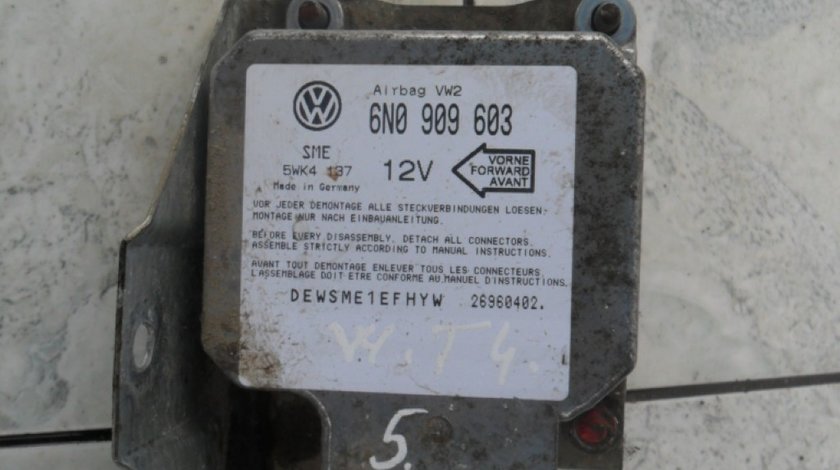 Airbag VW2
6N0 909 603
SME
5WK4 137
12V
VORNE
FORWARD
AVANT
Made in Germany
VOR JEDER DEMONTAGE ALLE STECKVERBINDUNGEN LOESEN.
MONTAGE NUR NACH EINBAUANLEITUNG.
BEFORE EVERY DISASSEMBLY, DETACH ALL CONNECTORS.
ASSEMBLE STRICTLY ACCORDING TO MANUAL INSTRUCTIONS.
AVANT TOUT DEMONTAGE ENLEVER TOUS LES CONNECTEURS.
L'ASSEMBLAGE DOIT ETRE CONFORME AU MANUEL D'INSTRUCTIONS.
DEWSME1EFHYW 26960402.
VW.T4.
5.